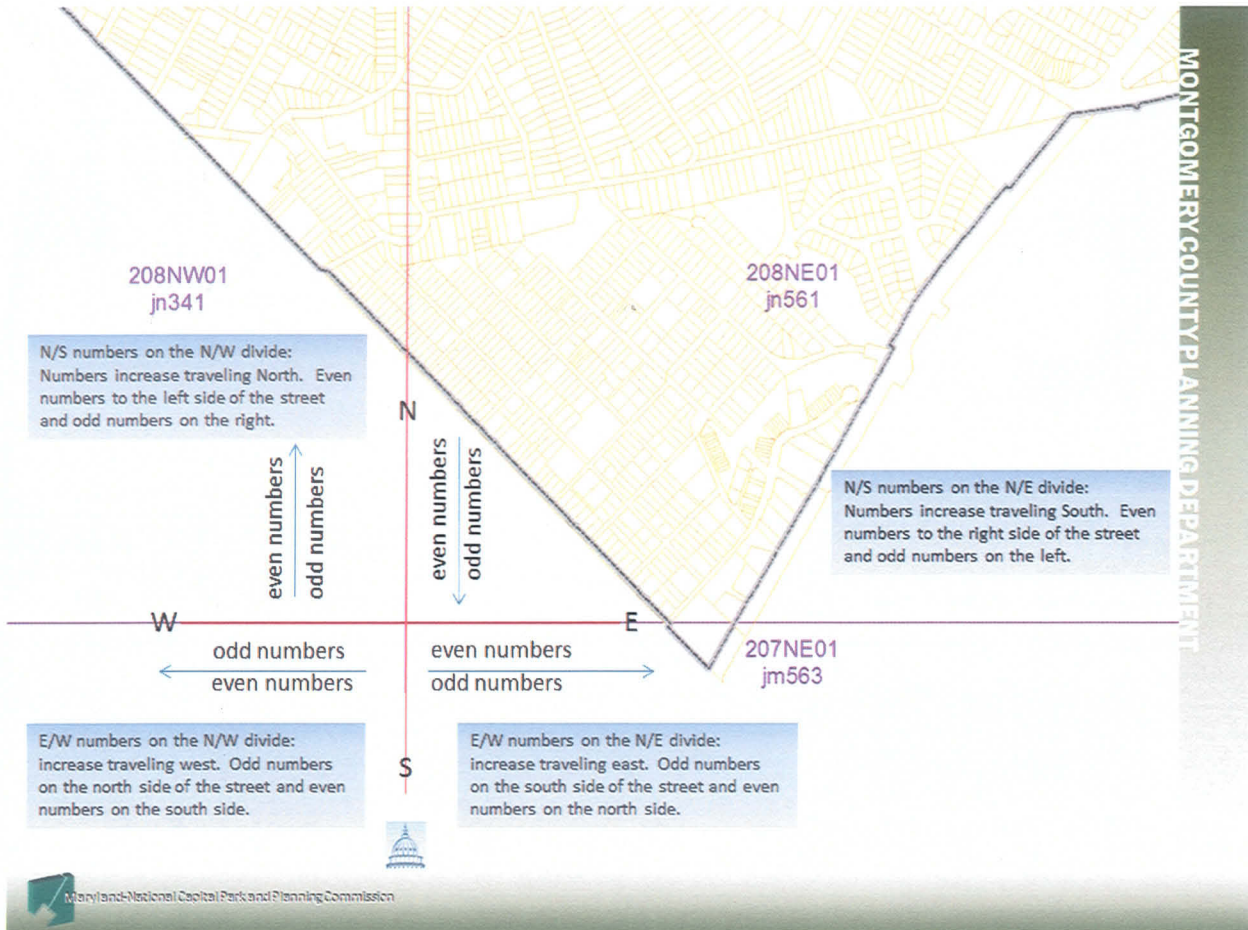 MONTGOMERY COUNTY PLANNING DEPARTMENT
208NW01
jn341
208NE01
jn561
N/S numbers on the N/W divide:
Numbers increase traveling North. Even
numbers to the left side of the street
and odd numbers on the right.
N
even numbers
odd numbers
even numbers
odd numbers
N/S numbers on the N/E divide:
Numbers increase traveling South. Even
numbers to the right side of the street
and odd numbers on the left.
W
E
odd numbers
even numbers
even numbers
odd numbers
207NE01
jm563
E/W numbers on the N/W divide:
increase traveling west. Odd numbers
on the north side of the street and even
numbers on the south side.
S
E/W numbers on the N/E divide:
increase traveling east. Odd numbers
on the south side of the street and even
numbers on the north side.
Maryland-National Capital Park and Planning Commission